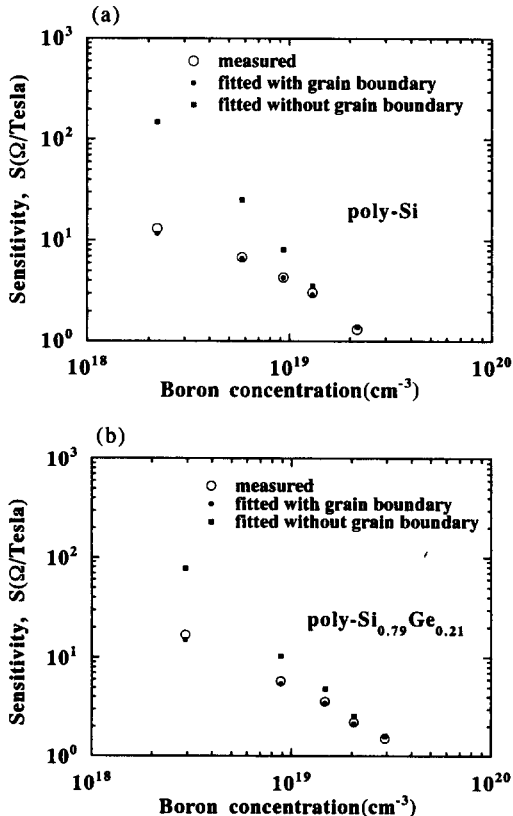 (a)
10³
measured
fitted with grain boundary
fitted without grain boundary
10²
poly-Si
10¹
10⁰
Sensitivity, S(Ω/Tesla)
10¹⁸
10¹⁹
10²⁰
Boron concentration(cm⁻³)
(b)
10³
measured
fitted with grain boundary
fitted without grain boundary
10²
poly-Si₀.₇₉Ge₀.₂₁
10¹
10⁰
Sensitivity, S(Ω/Tesla)
10¹⁸
10¹⁹
10²⁰
Boron concentration(cm⁻³)